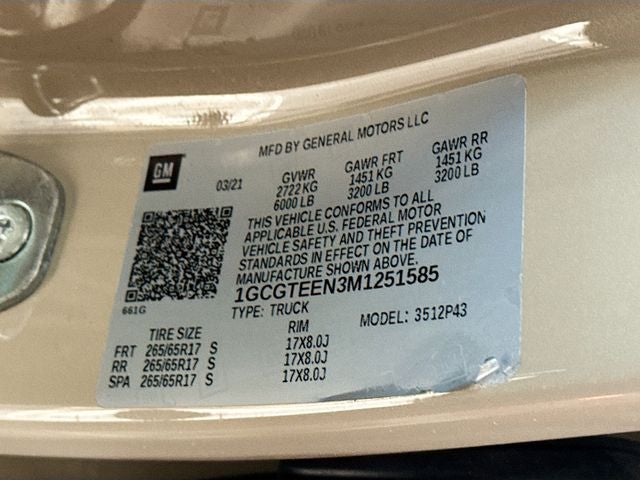 MFD BY GENERAL MOTORS LLC
GM
03/21
GVWR GAWR FRT GAWR RR
2722 KG 1451 KG 1451 KG
6000 LB 3200 LB 3200 LB
THIS VEHICLE CONFORMS TO ALL
APPLICABLE U.S. FEDERAL MOTOR
VEHICLE SAFETY AND THEFT PREVENTION
STANDARDS IN EFFECT ON THE DATE OF
MANUFACTURE SHOWN ABOVE.
1GCGTEEN3M1251585
661G
TYPE: TRUCK MODEL: 3512P43
TIRE SIZE RIM
FRT 265/65R17 S 17X8.0J
RR 265/65R17 S 17X8.0J
SPA 265/65R17 S 17X8.0J